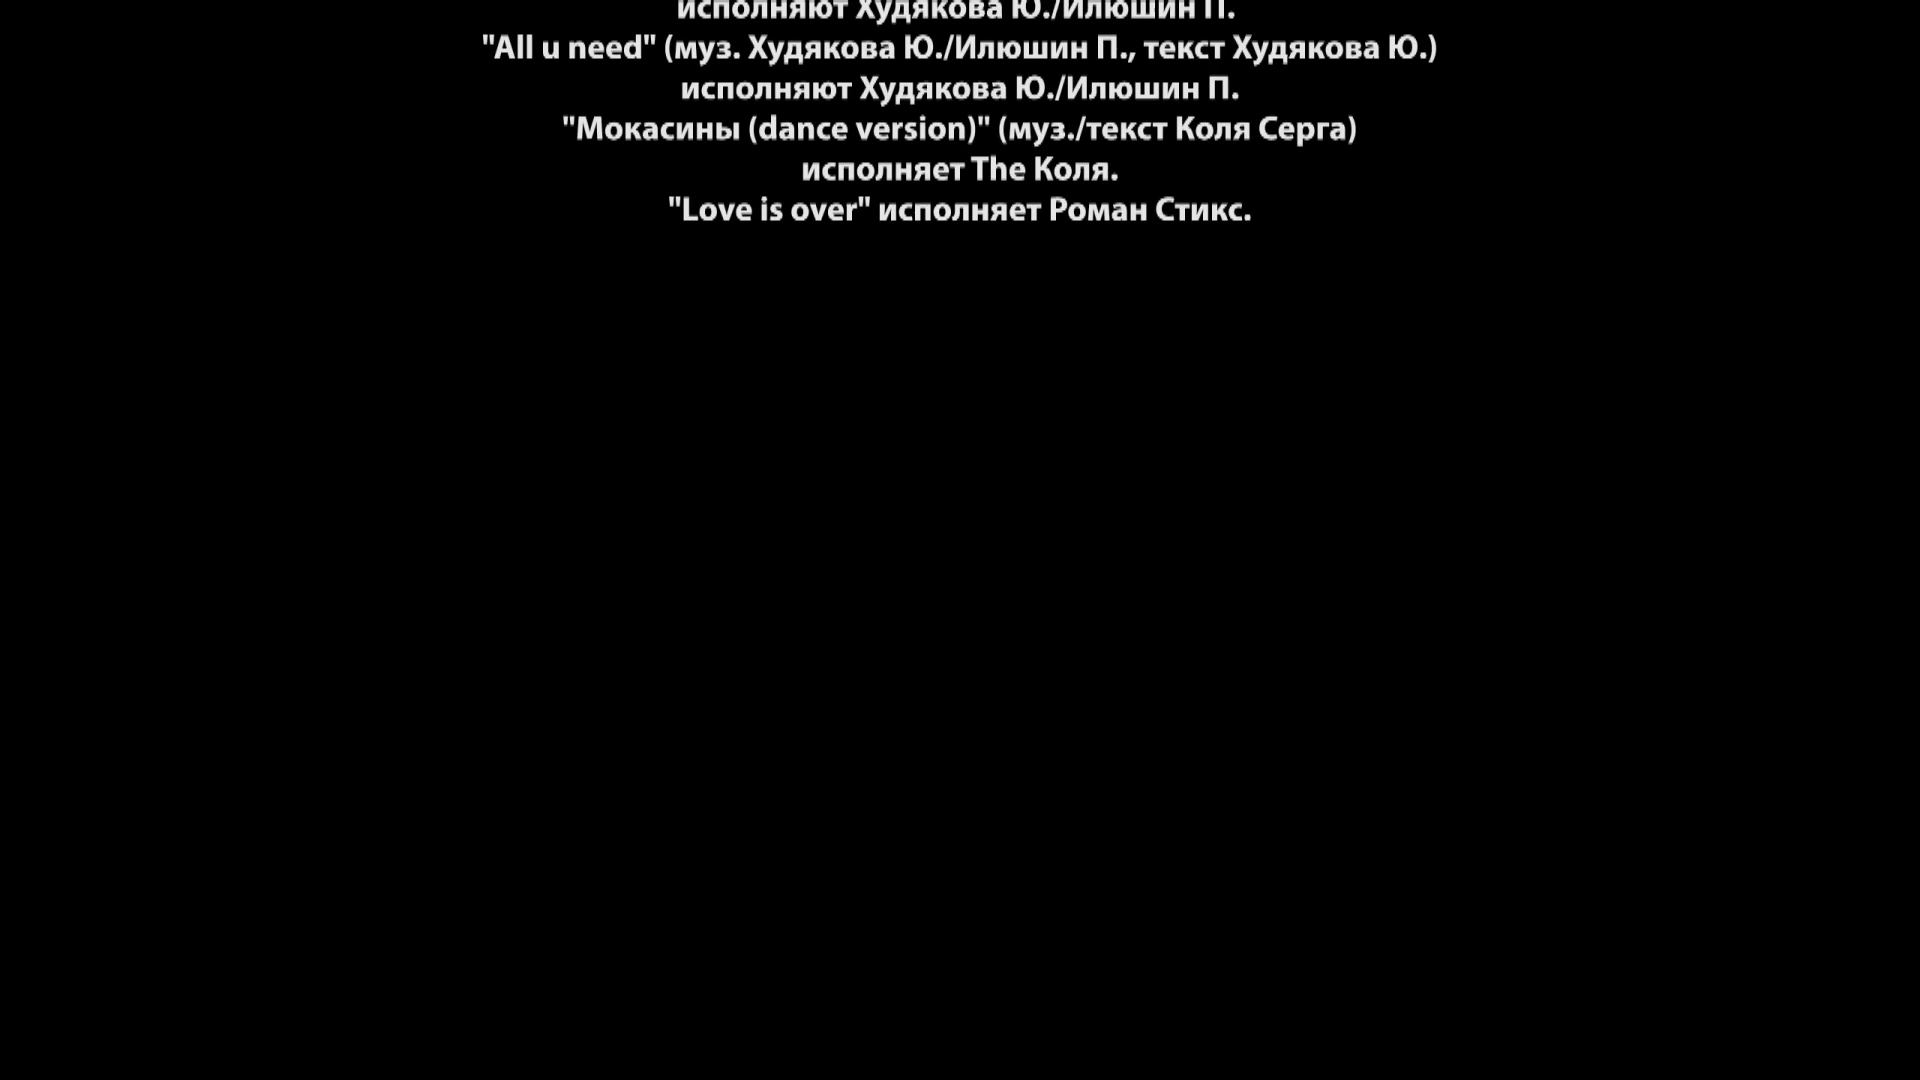 исполняют Худякова Ю./Илюшин П.
"All u need" (муз. Худякова Ю./Илюшин П., текст Худякова Ю.)
исполняют Худякова Ю./Илюшин П.
"Мокасины (dance version)" (муз./текст Коля Серга)
исполняет The Коля.
"Love is over" исполняет Роман Стикс.